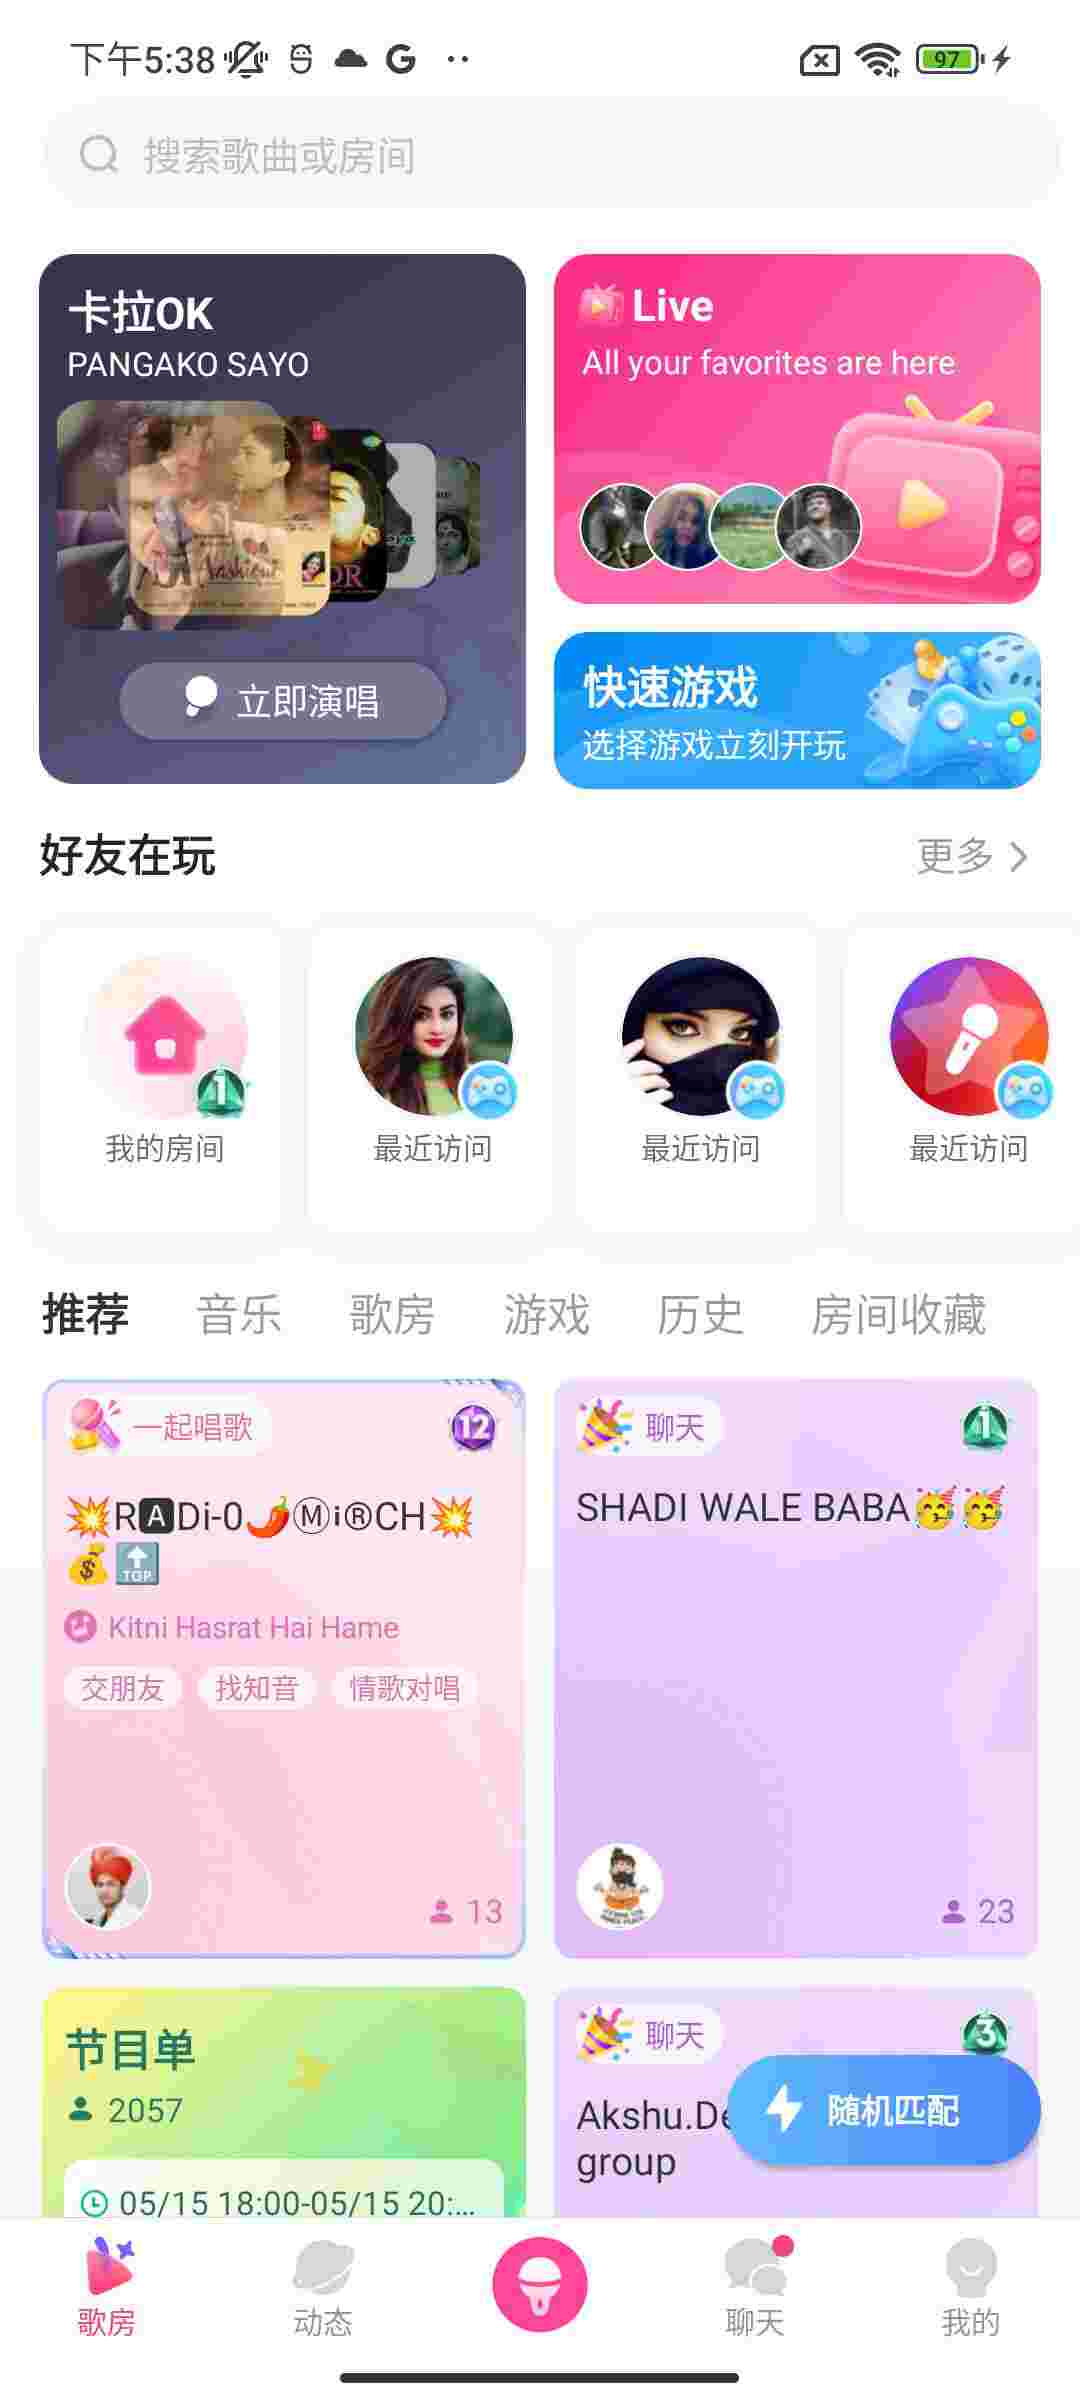 下午5:38
97
搜索歌曲或房间
卡拉OK
PANGAKO SAYO
立即演唱
Live
All your favorites are here
快速游戏
选择游戏立刻开玩
好友在玩
更多
1
我的房间
最近访问
最近访问
最近访问
推荐 音乐 歌房 游戏 历史 房间收藏
一起唱歌
12
💥R🅰Di-0🌶Ⓜi®CH💥
💰🔝
Kitni Hasrat Hai Hame
交朋友 找知音 情歌对唱
13
聊天
1
SHADI WALE BABA🥳🥳
23
节目单
2057
05/15 18:00-05/15 20:...
聊天
3
Akshu.De
group
随机匹配
歌房 动态 聊天 我的